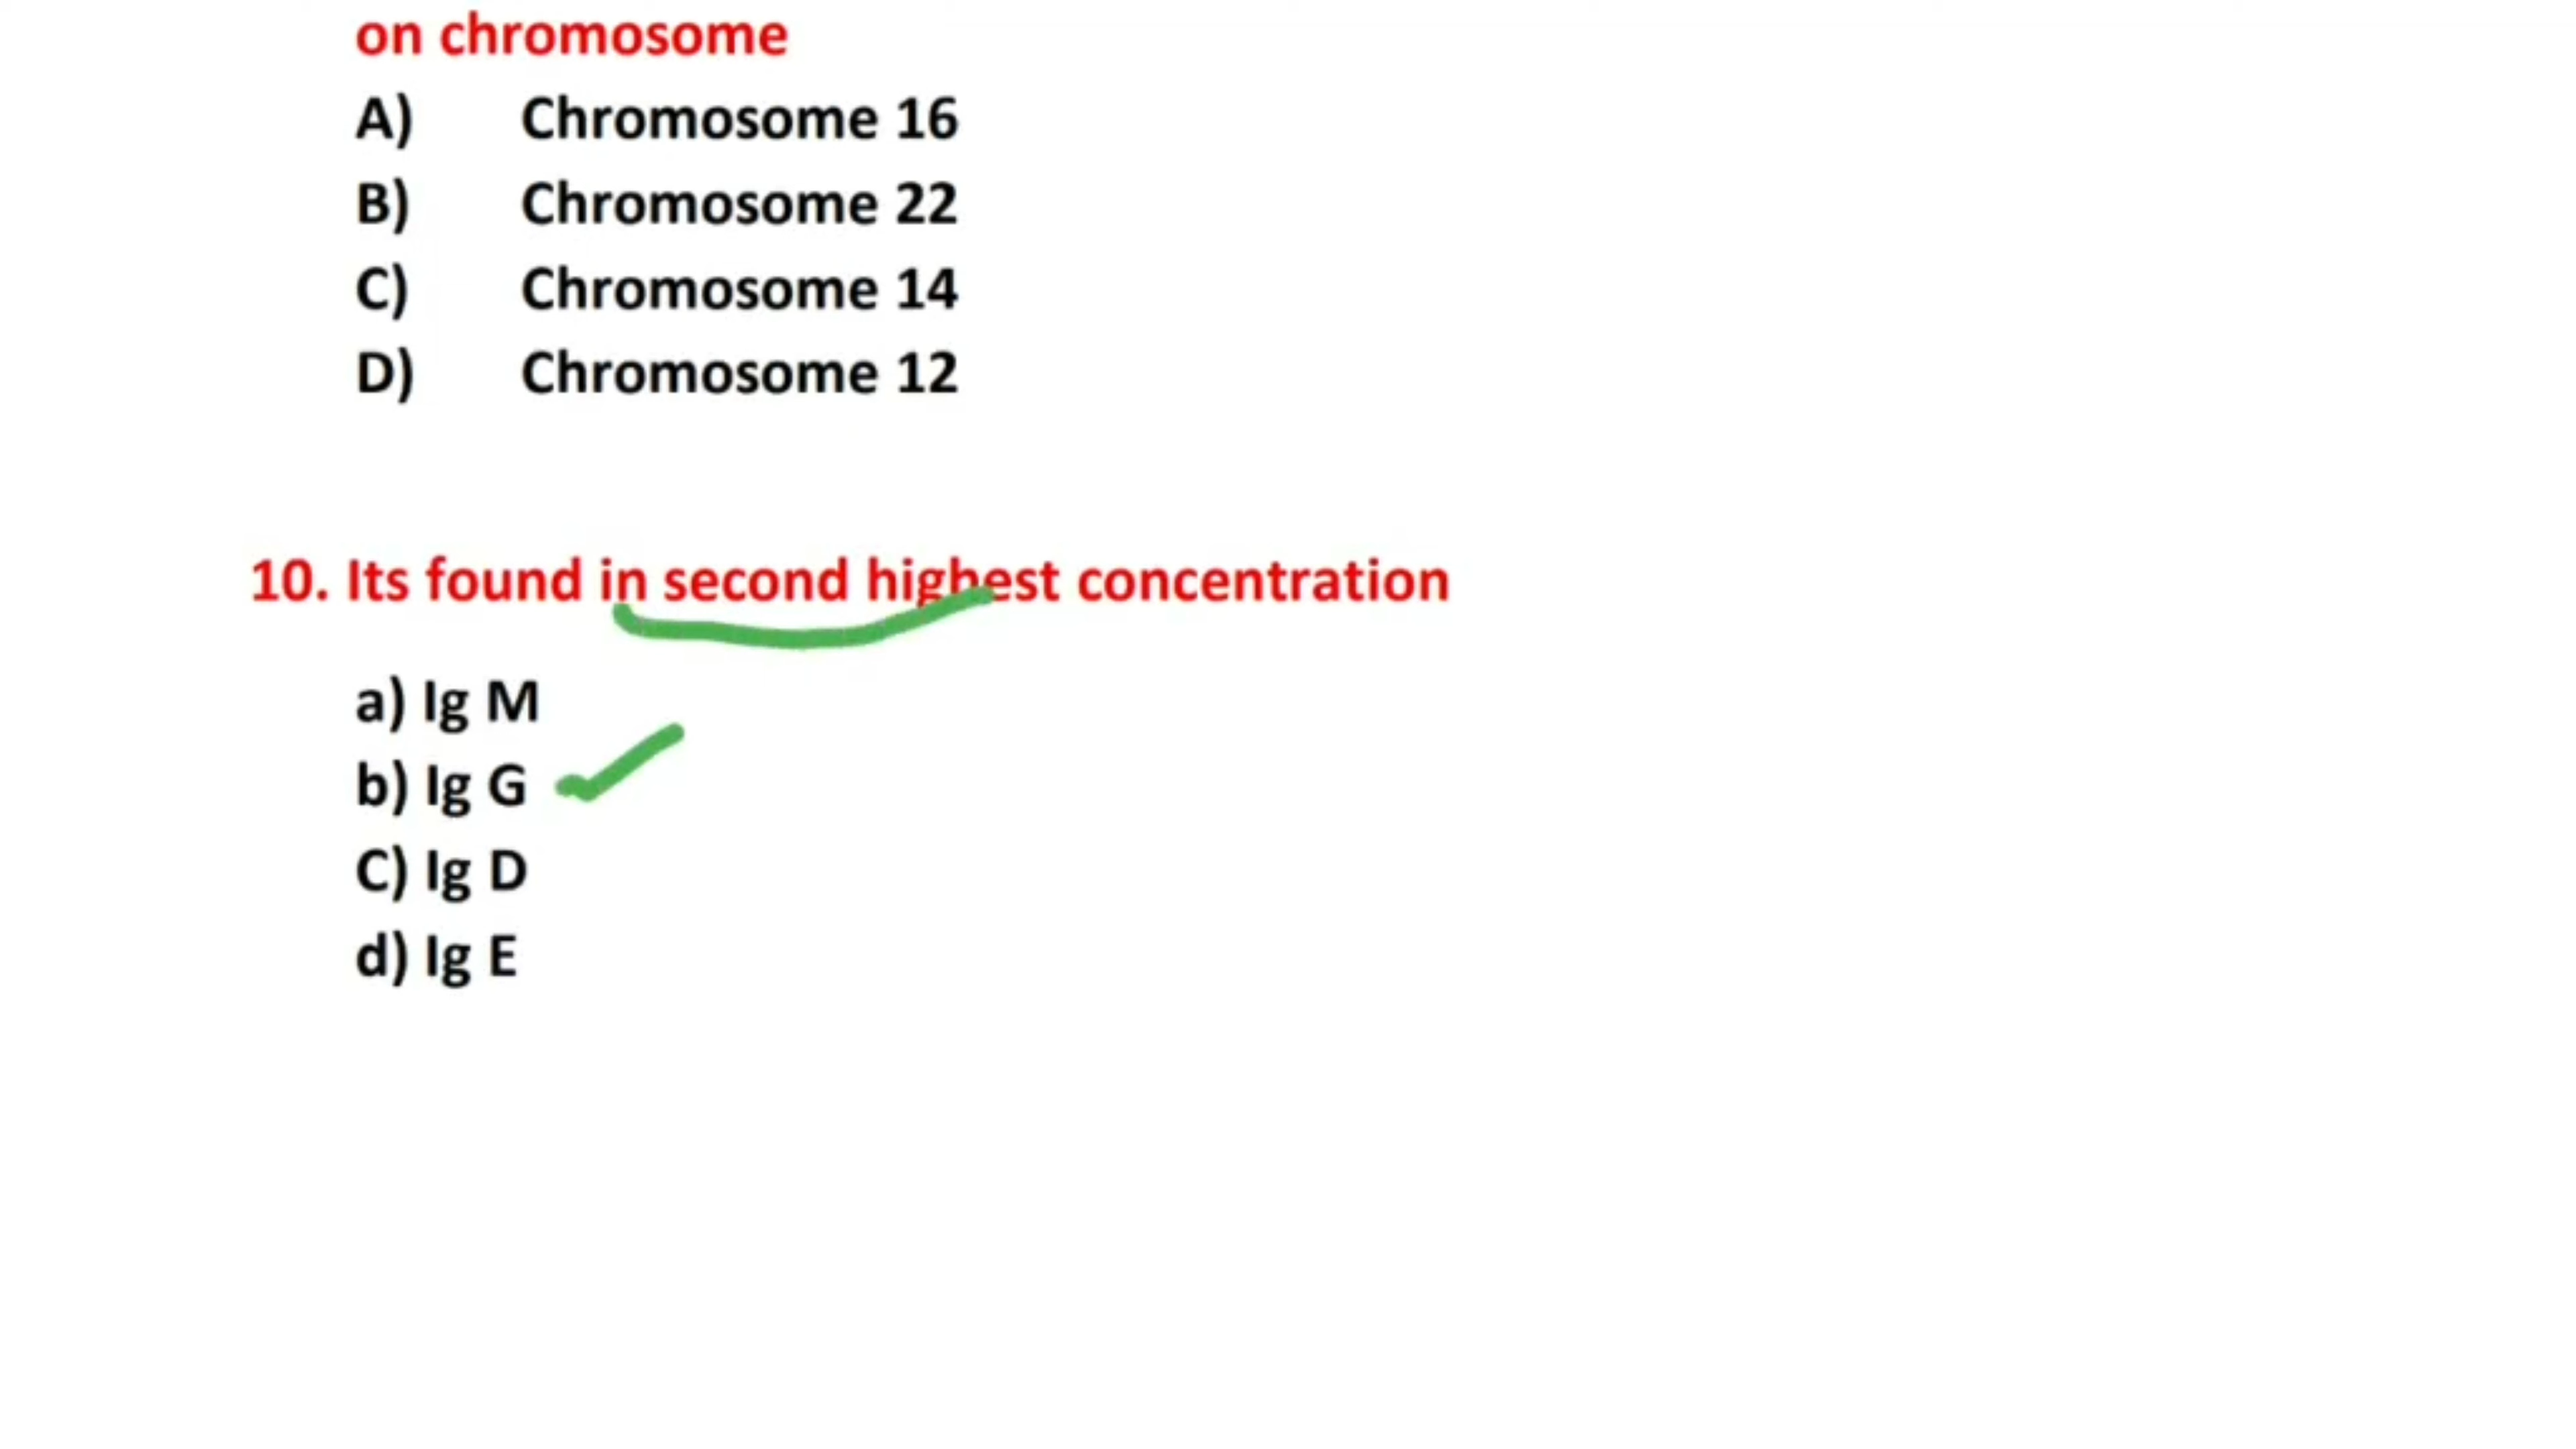 on chromosome
A) Chromosome 16
B) Chromosome 22
C) Chromosome 14
D) Chromosome 12
10. Its found in second highest concentration
a) Ig M
b) Ig G
C) Ig D
d) Ig E